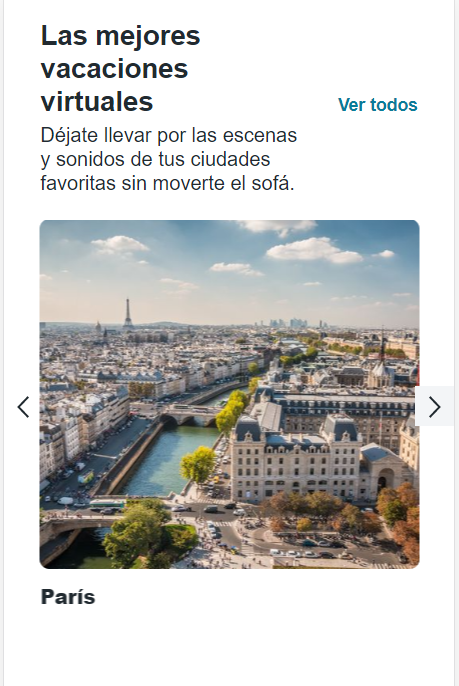 Las mejores
vacaciones
virtuales
Ver todos
Déjate llevar por las escenas
y sonidos de tus ciudades
favoritas sin moverte el sofá.
París